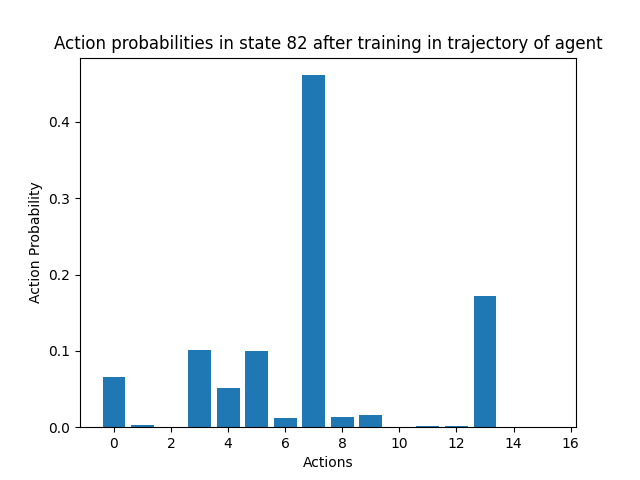 Action probabilities in state 82 after training in trajectory of agent
Action Probability
0.4
0.3
0.2
0.1
0.0
0 2 4 6 8 10 12 14 16
Actions